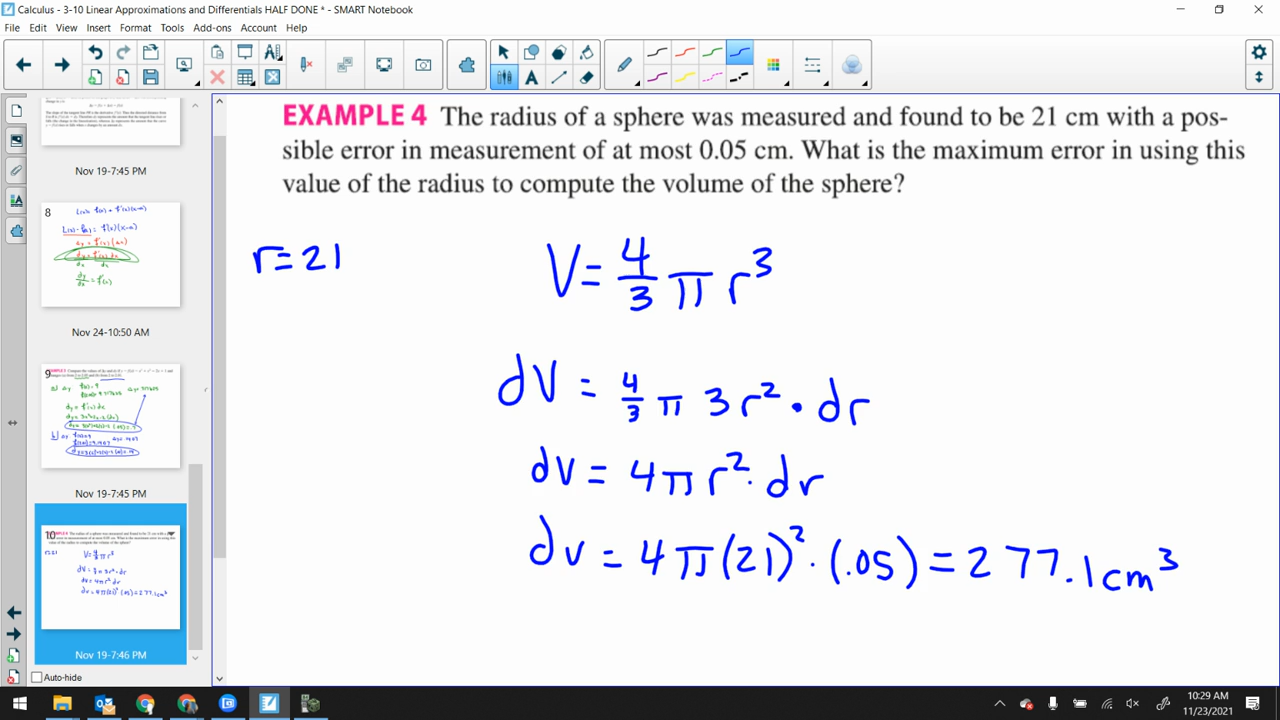 Calculus - 3-10 Linear Approximations and Differentials HALF DONE * - SMART Notebook
File Edit View Insert Format Tools Add-ons Account Help
EXAMPLE 4 The radius of a sphere was measured and found to be 21 cm with a pos-
sible error in measurement of at most 0.05 cm. What is the maximum error in using this
value of the radius to compute the volume of the sphere?
r = 21
V = 4/3 π r³
dV = 4/3 π 3r² · dr
dV = 4πr² · dr
dv = 4π(21)² · (.05) = 277.1cm³
Nov 19-7:45 PM
8
Nov 24-10:50 AM
9
Nov 19-7:45 PM
10
Nov 19-7:46 PM
Auto-hide
10:29 AM
11/23/2021